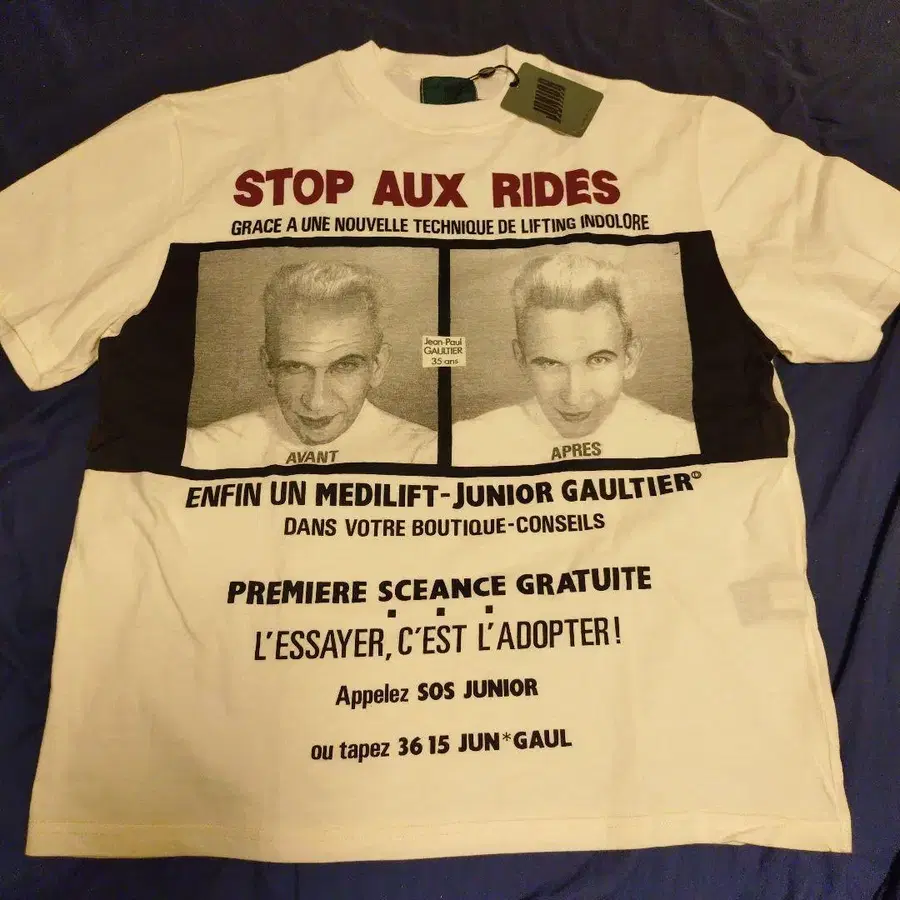 STOP AUX RIDES
GRACE A UNE NOUVELLE TECHNIQUE DE LIFTING INDOLORE
Jean-Paul
GAULTIER
35 ans
AVANT
APRES
ENFIN UN MEDILIFT-JUNIOR GAULTIER©
DANS VOTRE BOUTIQUE-CONSEILS
PREMIERE SCEANCE GRATUITE
L'ESSAYER, C'EST L'ADOPTER!
Appelez SOS JUNIOR
ou tapez 36 15 JUN*GAUL